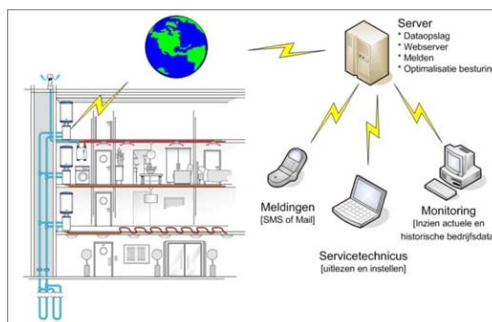 Server
* Dataopslag
* Webserver
* Melden
* Optimalisatie besturing
Meldingen
[SMS of Mail]
Servicetechnicus
[uitlezen en instellen]
Monitoring
[Inzien actuele en
historische bedrijfsdata]